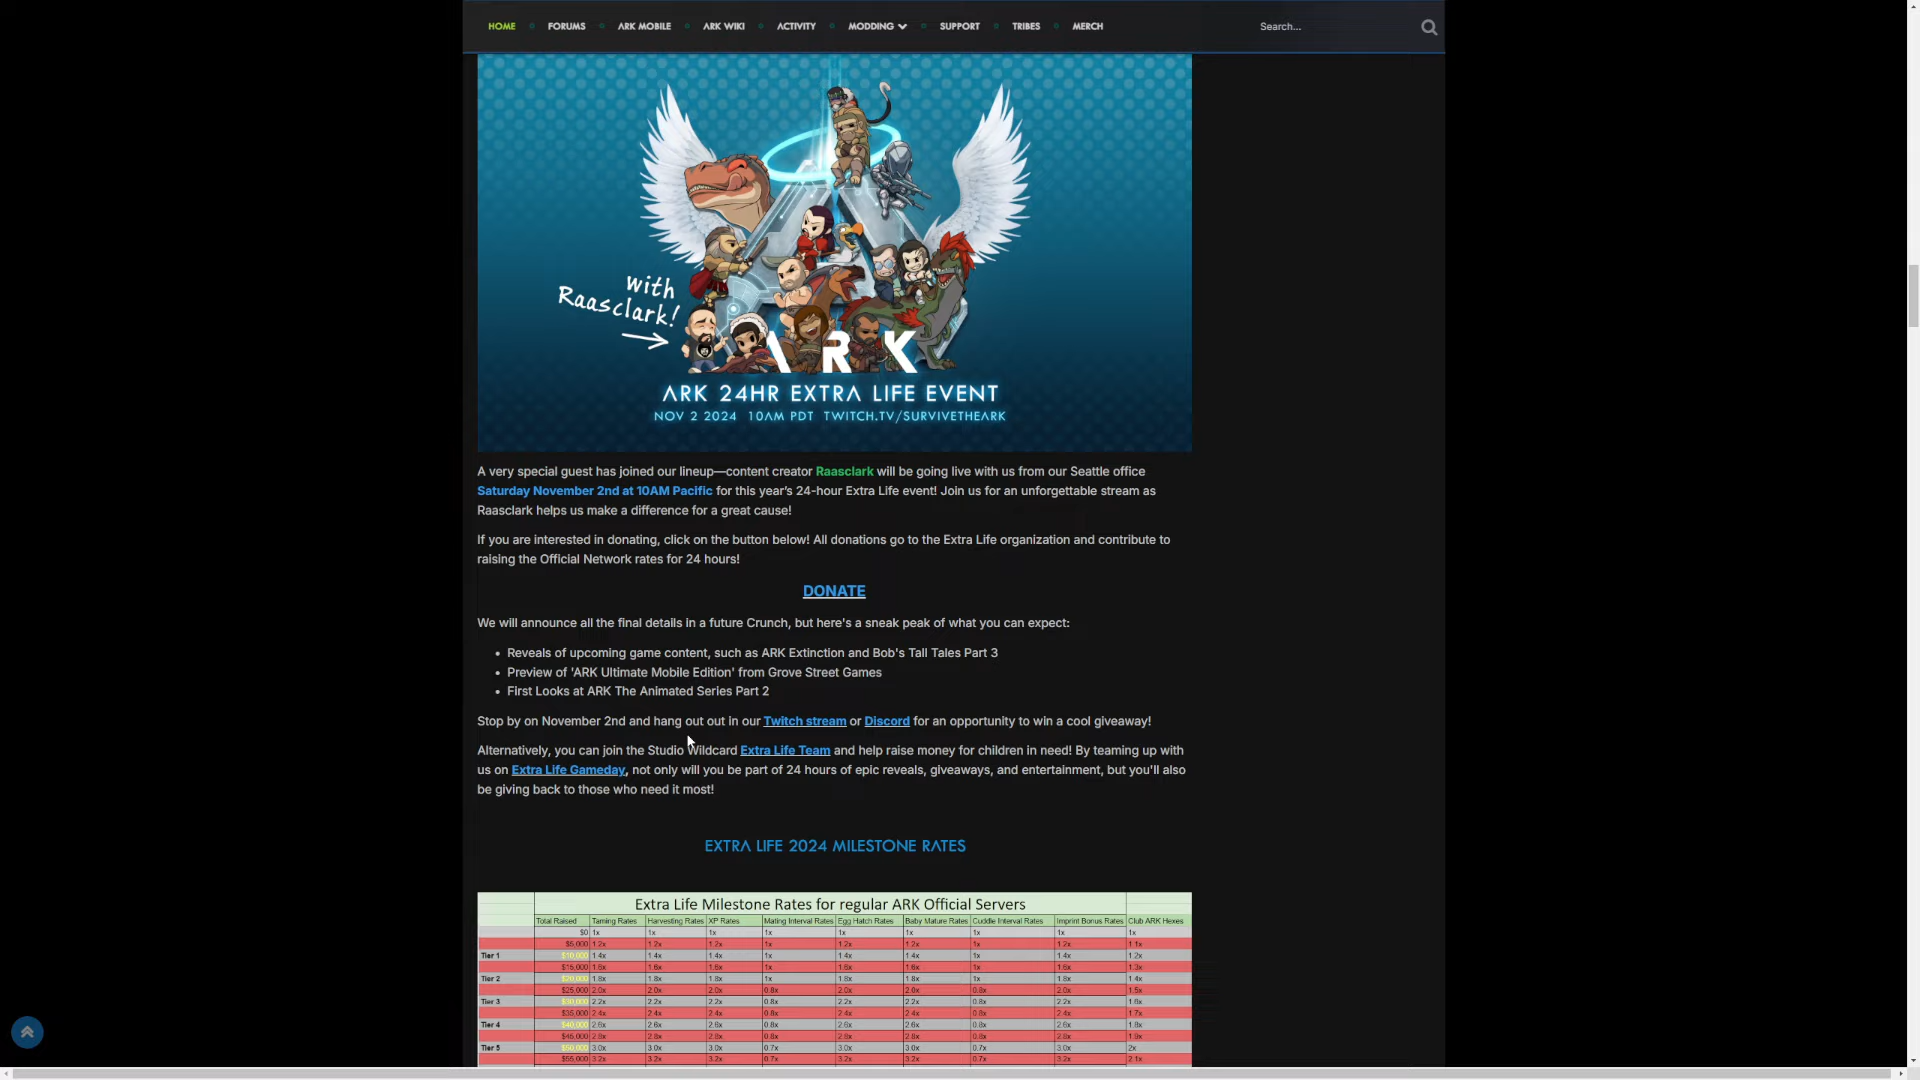 HOME FORUMS ARK MOBILE ARK WIKI ACTIVITY MODDING SUPPORT TRIBES MERCH Search...
with
Raasclark!
ARK
ARK 24HR EXTRA LIFE EVENT
NOV 2 2024 10AM PDT TWITCH.TV/SURVIVETHEARK
A very special guest has joined our lineup—content creator Raasclark will be going live with us from our Seattle office
Saturday November 2nd at 10AM Pacific for this year's 24-hour Extra Life event! Join us for an unforgettable stream as
Raasclark helps us make a difference for a great cause!
If you are interested in donating, click on the button below! All donations go to the Extra Life organization and contribute to
raising the Official Network rates for 24 hours!
DONATE
We will announce all the final details in a future Crunch, but here's a sneak peak of what you can expect:
• Reveals of upcoming game content, such as ARK Extinction and Bob's Tall Tales Part 3
• Preview of 'ARK Ultimate Mobile Edition' from Grove Street Games
• First Looks at ARK The Animated Series Part 2
Stop by on November 2nd and hang out out in our Twitch stream or Discord for an opportunity to win a cool giveaway!
Alternatively, you can join the Studio Wildcard Extra Life Team and help raise money for children in need! By teaming up with
us on Extra Life Gameday, not only will you be part of 24 hours of epic reveals, giveaways, and entertainment, but you'll also
be giving back to those who need it most!
EXTRA LIFE 2024 MILESTONE RATES
Extra Life Milestone Rates for regular ARK Official Servers
Total Raised Taming Rates Harvesting Rates XP Rates Mating Interval Rates Egg Hatch Rates Baby Mature Rates Cuddle Interval Rates Imprint Bonus Rates Club ARK Hexes
$0 1x 1x 1x 1x 1x 1x 1x 1x 1x
$5,000 1.2x 1.2x 1.2x 1x 1.2x 1.2x 1x 1.2x 1.1x
Tier 1 $10,000 1.4x 1.4x 1.4x 1x 1.4x 1.4x 1x 1.4x 1.2x
$15,000 1.6x 1.6x 1.6x 1x 1.6x 1.6x 1x 1.6x 1.3x
Tier 2 $20,000 1.8x 1.8x 1.8x 1x 1.8x 1.8x 1x 1.8x 1.4x
$25,000 2.0x 2.0x 2.0x 0.8x 2.0x 2.0x 0.8x 2.0x 1.5x
Tier 3 $30,000 2.2x 2.2x 2.2x 0.8x 2.2x 2.2x 0.8x 2.2x 1.6x
$35,000 2.4x 2.4x 2.4x 0.8x 2.4x 2.4x 0.8x 2.4x 1.7x
Tier 4 $40,000 2.6x 2.6x 2.6x 0.8x 2.6x 2.6x 0.8x 2.6x 1.8x
$45,000 2.8x 2.8x 2.8x 0.8x 2.8x 2.8x 0.8x 2.8x 1.9x
Tier 5 $50,000 3.0x 3.0x 3.0x 0.7x 3.0x 3.0x 0.7x 3.0x 2x
$55,000 3.2x 3.2x 3.2x 0.7x 3.2x 3.2x 0.7x 3.2x 2.1x